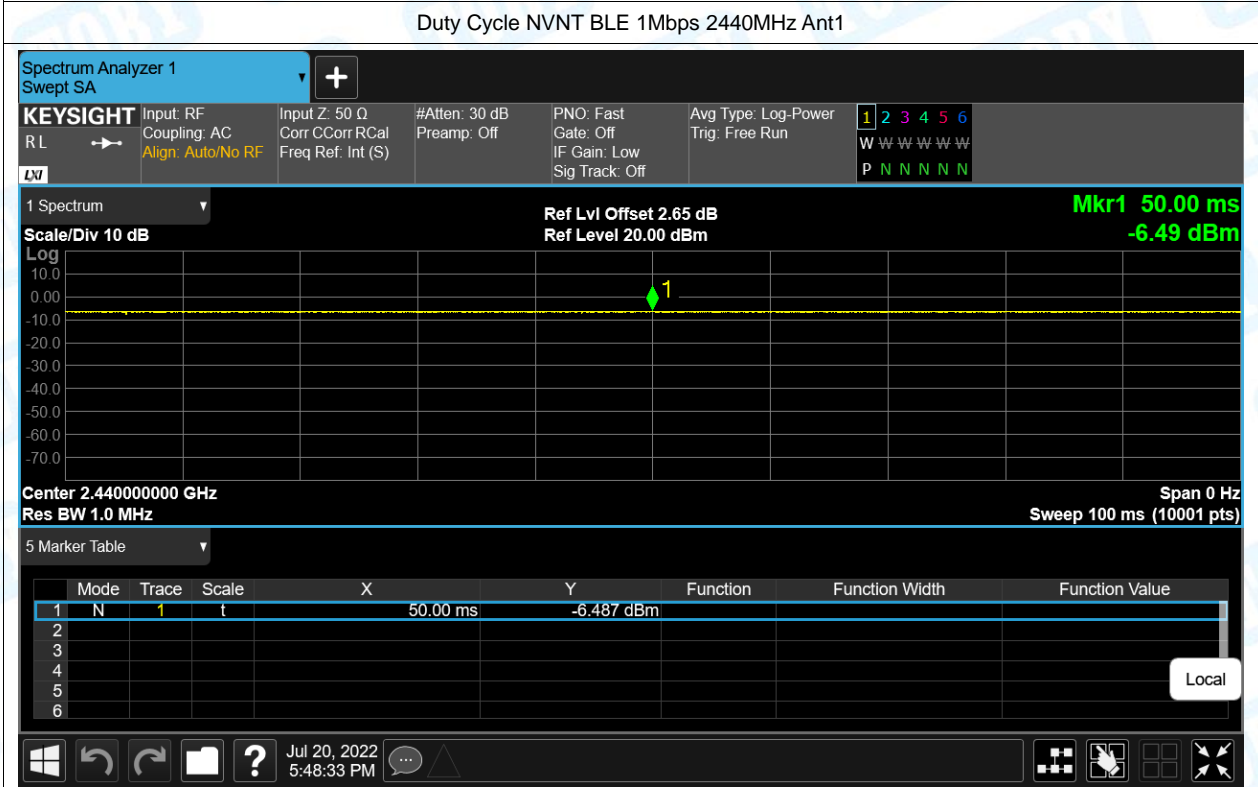 Duty Cycle NVNT BLE 1Mbps 2440MHz Ant1
Spectrum Analyzer 1
Swept SA
KEYSIGHT
R L
LXI
Input: RF
Coupling: AC
Align: Auto/No RF
Input Z: 50 Ω
Corr CCorr RCal
Freq Ref: Int (S)
#Atten: 30 dB
Preamp: Off
PNO: Fast
Gate: Off
IF Gain: Low
Sig Track: Off
Avg Type: Log-Power
Trig: Free Run
1 2 3 4 5 6
W W W W W W
P N N N N N
1 Spectrum
Scale/Div 10 dB
Ref Lvl Offset 2.65 dB
Ref Level 20.00 dBm
Mkr1 50.00 ms
-6.49 dBm
Log
10.0
0.00
-10.0
-20.0
-30.0
-40.0
-50.0
-60.0
-70.0
1
Center 2.440000000 GHz
Res BW 1.0 MHz
Span 0 Hz
Sweep 100 ms (10001 pts)
5 Marker Table
Mode Trace Scale X Y Function Function Width Function Value
1 N 1 t 50.00 ms -6.487 dBm
2
3
4
5
6
Local
?
Jul 20, 2022
5:48:33 PM